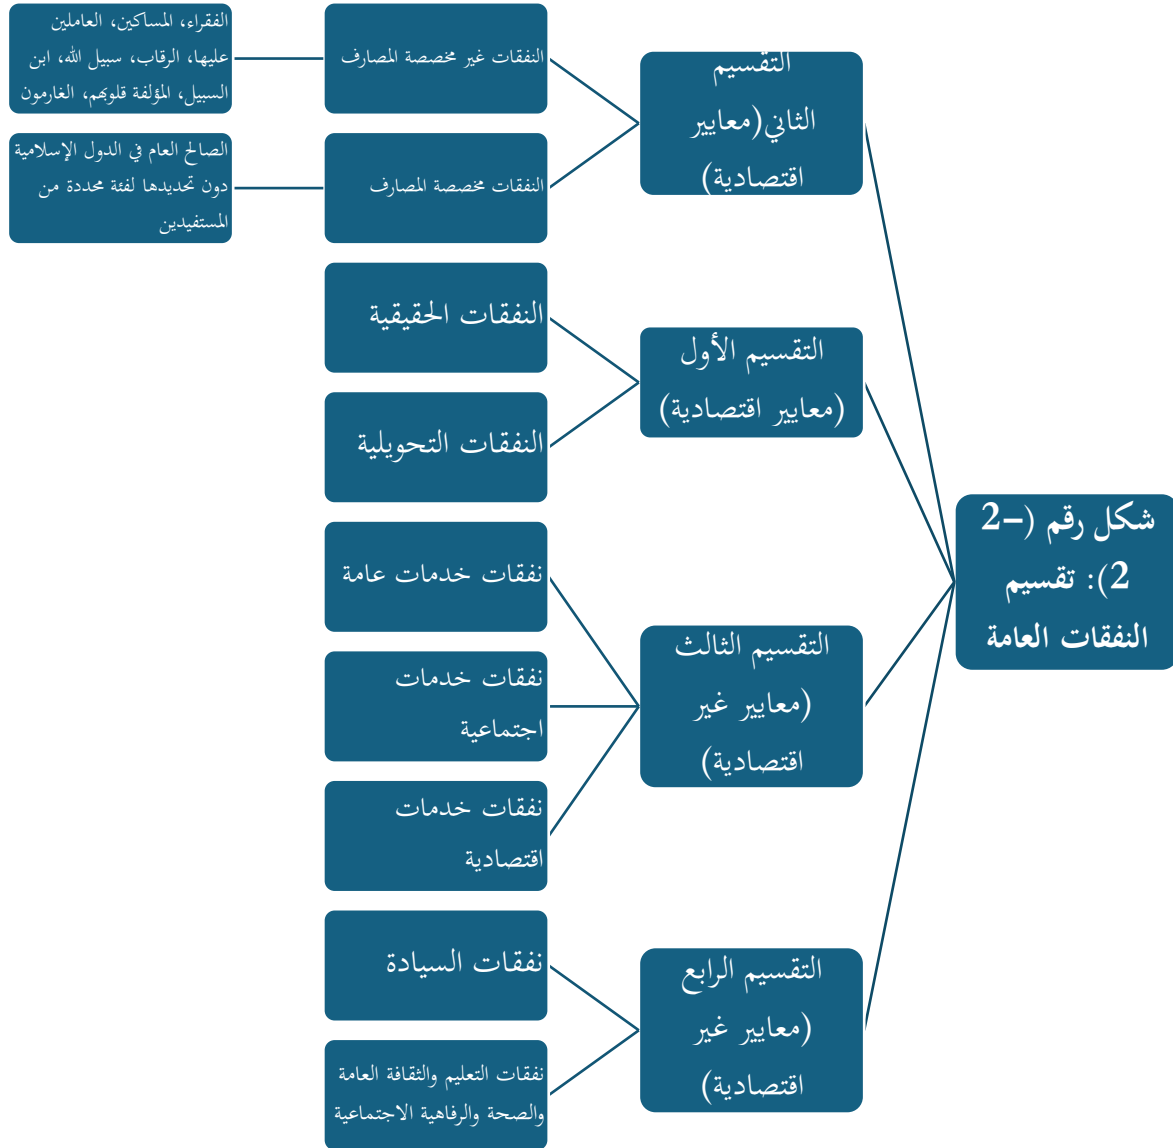 شكل رقم (2-
2): تقسيم
النفقات العامة
التقسيم
الثاني(معايير
اقتصادية)
النفقات غير مخصصة المصارف
الفقراء، المساكين، العاملين
عليها، الرقاب، سبيل الله، ابن
السبيل، المؤلفة قلوبهم، الغارمون
النفقات مخصصة المصارف
الصالح العام في الدول الإسلامية
دون تحديدها لفئة محددة من
المستفيدين
التقسيم الأول
(معايير اقتصادية)
النفقات الحقيقية
النفقات التحويلية
التقسيم الثالث
(معايير غير
اقتصادية)
نفقات خدمات عامة
نفقات خدمات
اجتماعية
نفقات خدمات
اقتصادية
التقسيم الرابع
(معايير غير
اقتصادية)
نفقات السيادة
نفقات التعليم والثقافة العامة
والصحة والرفاهية الاجتماعية